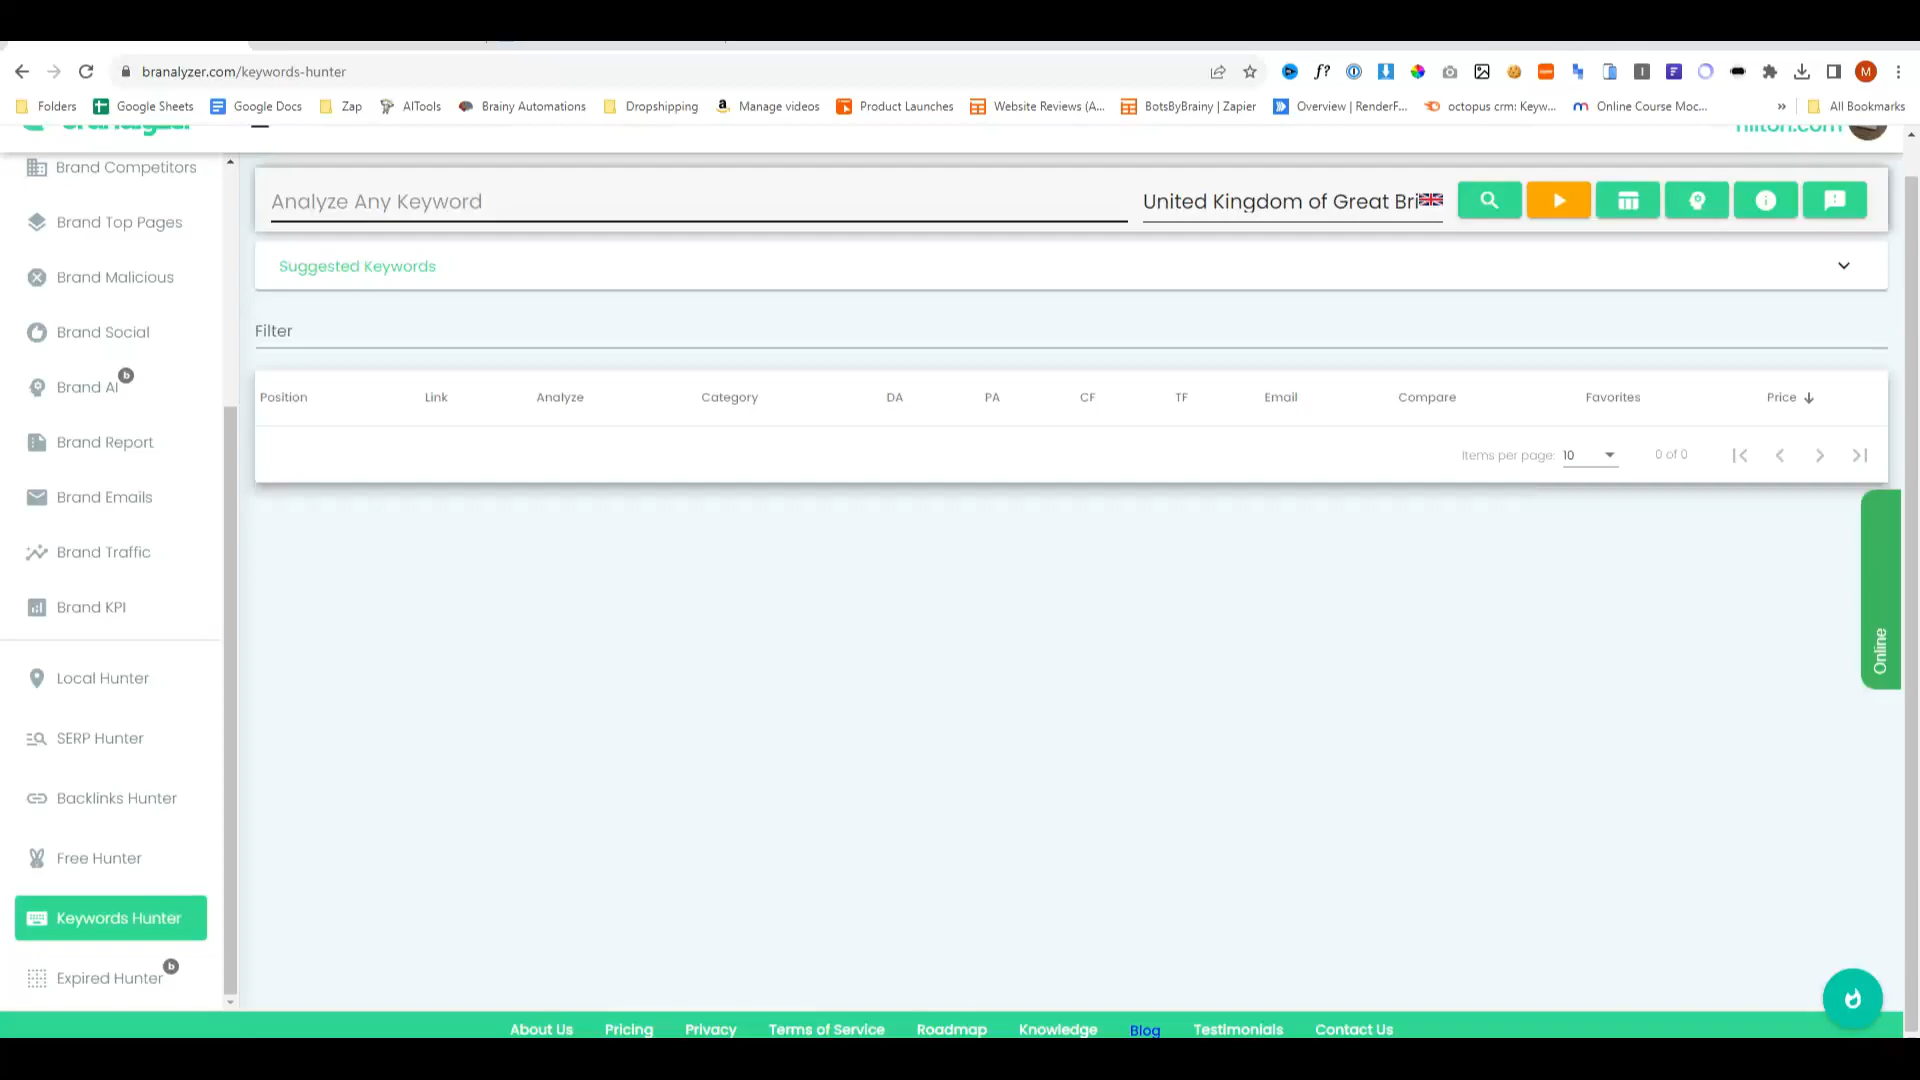 branalyzer.com/keywords-hunter
M
Folders
Google Sheets
Google Docs
Zap
AITools
Brainy Automations
Dropshipping
Manage videos
Product Launches
Website Reviews (A...
BotsByBrainy | Zapier
Overview | RenderF...
octopus crm: Keyw...
Online Course Moc...
»
All Bookmarks
Branalyzer
hilton.com
Brand Competitors
Brand Top Pages
Brand Malicious
Brand Social
Brand AI b
Brand Report
Brand Emails
Brand Traffic
Brand KPI
Local Hunter
SERP Hunter
Backlinks Hunter
Free Hunter
Keywords Hunter
Expired Hunter b
Analyze Any Keyword
United Kingdom of Great Bri
Suggested Keywords
Filter
Position Link Analyze Category DA PA CF TF Email Compare Favorites Price
Items per page: 10 0 of 0
Online
About Us Pricing Privacy Terms of Service Roadmap Knowledge Blog Testimonials Contact Us